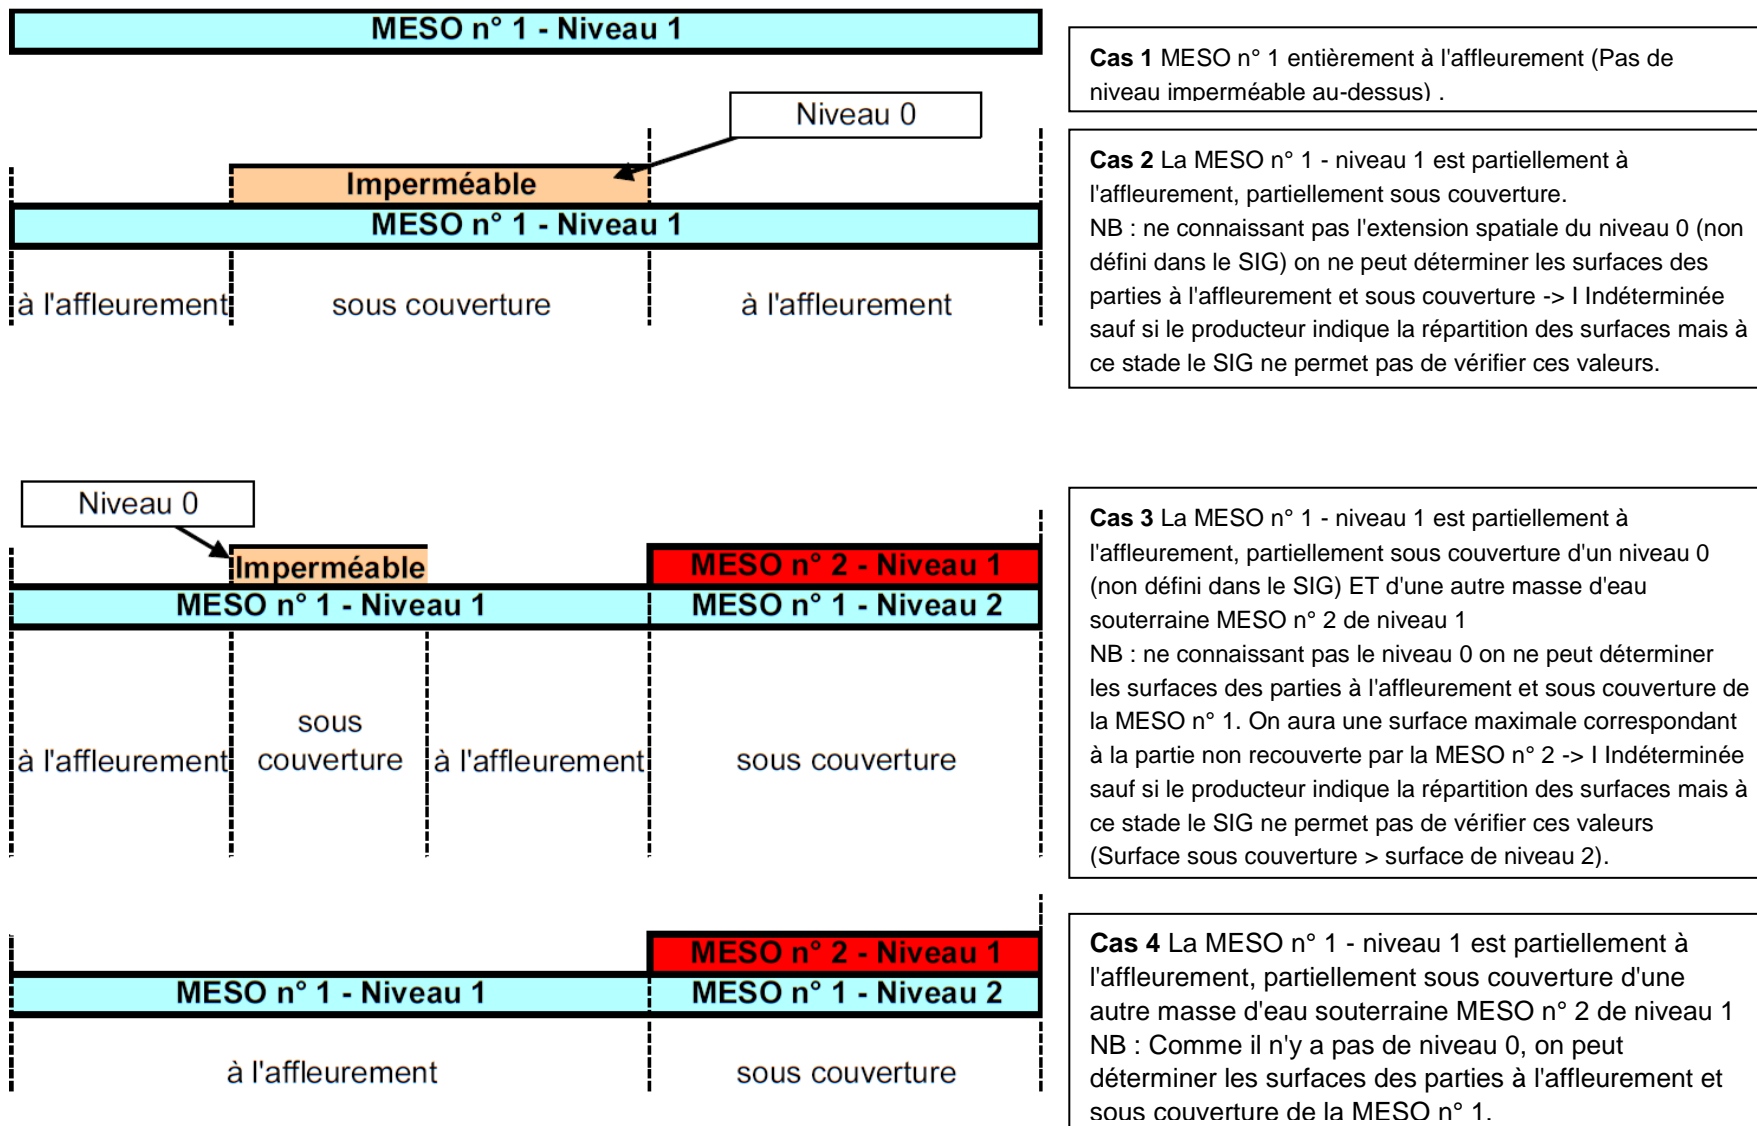 MESO n° 1 - Niveau 1
Cas 1 MESO n° 1 entièrement à l'affleurement (Pas de
niveau imperméable au-dessus) .
Niveau 0
Imperméable
MESO n° 1 - Niveau 1
à l'affleurement
sous couverture
à l'affleurement
Cas 2 La MESO n° 1 - niveau 1 est partiellement à
l'affleurement, partiellement sous couverture.
NB : ne connaissant pas l'extension spatiale du niveau 0 (non
défini dans le SIG) on ne peut déterminer les surfaces des
parties à l'affleurement et sous couverture -> I Indéterminée
sauf si le producteur indique la répartition des surfaces mais à
ce stade le SIG ne permet pas de vérifier ces valeurs.
Niveau 0
Imperméable
MESO n° 2 - Niveau 1
MESO n° 1 - Niveau 1
MESO n° 1 - Niveau 2
à l'affleurement
sous
couverture
à l'affleurement
sous couverture
Cas 3 La MESO n° 1 - niveau 1 est partiellement à
l'affleurement, partiellement sous couverture d'un niveau 0
(non défini dans le SIG) ET d'une autre masse d'eau
souterraine MESO n° 2 de niveau 1
NB : ne connaissant pas le niveau 0 on ne peut déterminer
les surfaces des parties à l'affleurement et sous couverture de
la MESO n° 1. On aura une surface maximale correspondant
à la partie non recouverte par la MESO n° 2 -> I Indéterminée
sauf si le producteur indique la répartition des surfaces mais à
ce stade le SIG ne permet pas de vérifier ces valeurs
(Surface sous couverture > surface de niveau 2).
MESO n° 2 - Niveau 1
MESO n° 1 - Niveau 1
MESO n° 1 - Niveau 2
à l'affleurement
sous couverture
Cas 4 La MESO n° 1 - niveau 1 est partiellement à
l'affleurement, partiellement sous couverture d'une
autre masse d'eau souterraine MESO n° 2 de niveau 1
NB : Comme il n'y a pas de niveau 0, on peut
déterminer les surfaces des parties à l'affleurement et
sous couverture de la MESO n° 1.